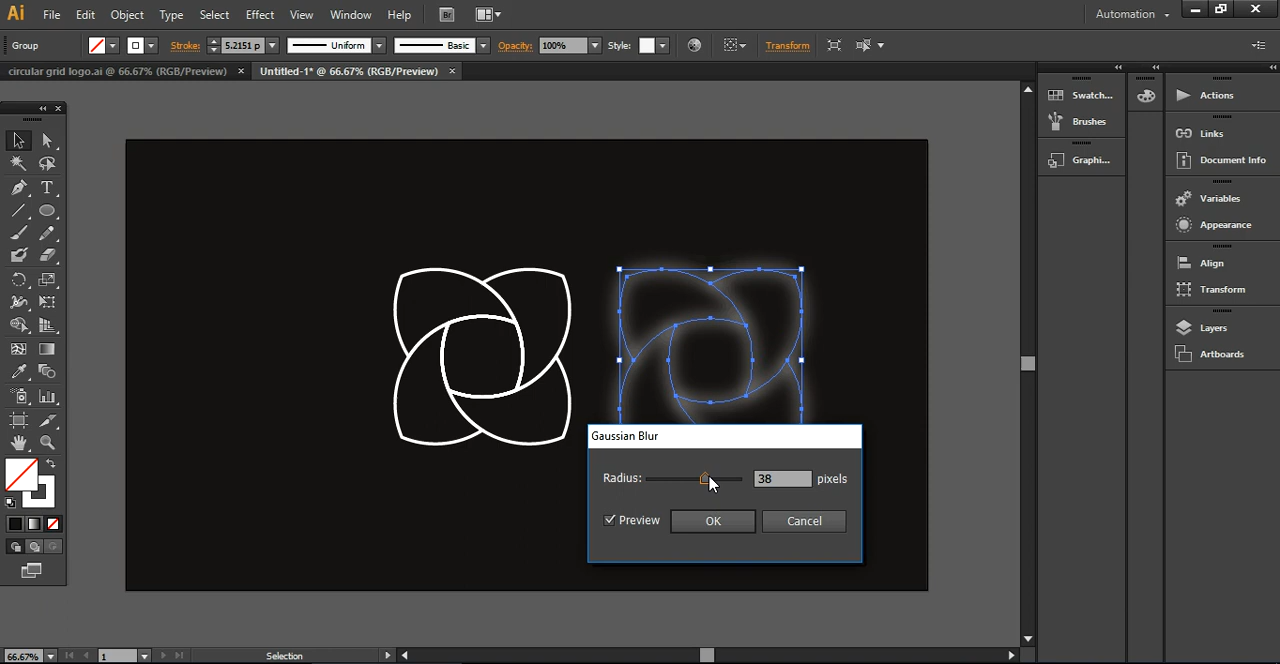 Ai File Edit Object Type Select Effect View Window Help Br Automation
Group Stroke: 5.2151 p Uniform Basic Opacity: 100% Style: Transform
circular grid logo.ai @ 66.67% (RGB/Preview) × Untitled-1* @ 66.67% (RGB/Preview) ×
Swatch...
Brushes
Graphi...
Actions
Links
Document Info
Variables
Appearance
Align
Transform
Layers
Artboards
T
Gaussian Blur
Radius: 38 pixels
Preview OK Cancel
66.67% 1 Selection